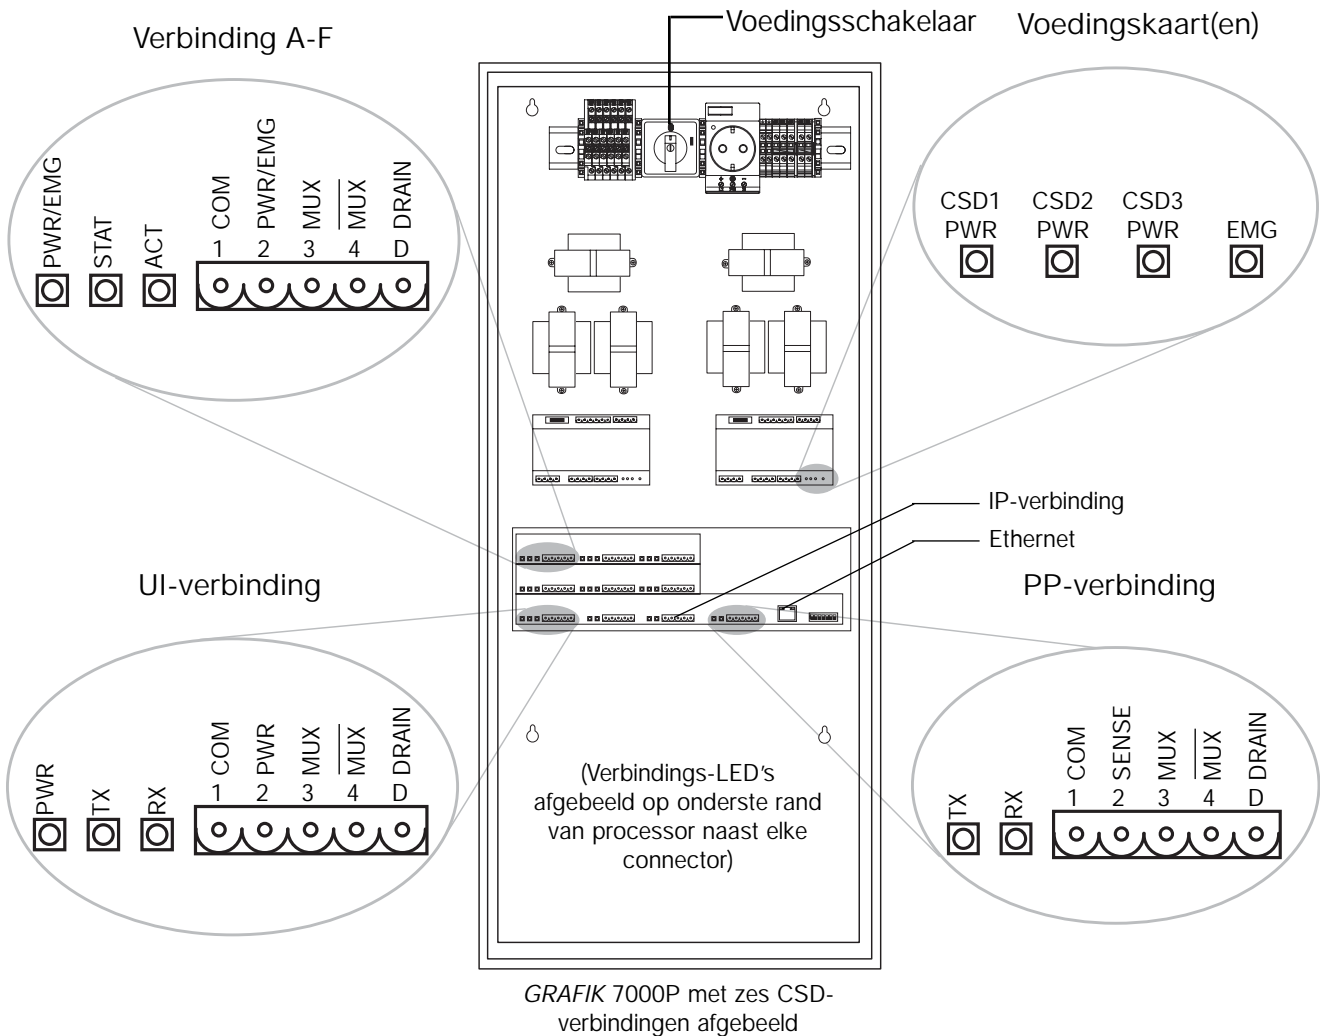 Voedingsschakelaar
Verbinding A-F
Voedingskaart(en)
PWR/EMG
STAT
ACT
COM
PWR/EMG
MUX
MUX
DRAIN
1 2 3 4 D
CSD1 PWR
CSD2 PWR
CSD3 PWR
EMG
IP-verbinding
Ethernet
UI-verbinding
PP-verbinding
PWR
TX
RX
COM
PWR
MUX
MUX
DRAIN
1 2 3 4 D
(Verbindings-LED's
afgebeeld op onderste rand
van processor naast elke
connector)
TX
RX
COM
SENSE
MUX
MUX
DRAIN
1 2 3 4 D
GRAFIK 7000P met zes CSD-
verbindingen afgebeeld